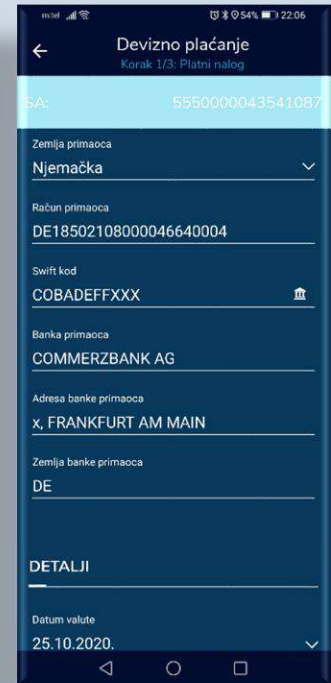 m:tel 54% 22:06
Devizno plaćanje
Korak 1/3: Platni nalog
SA: 5550000043541087
Zemlja primaoca
Njemačka
Račun primaoca
DE18502108000046640004
Swift kod
COBADEFFXXX
Banka primaoca
COMMERZBANK AG
Adresa banke primaoca
x, FRANKFURT AM MAIN
Zemlja banke primaoca
DE
DETALJI
Datum valute
25.10.2020.